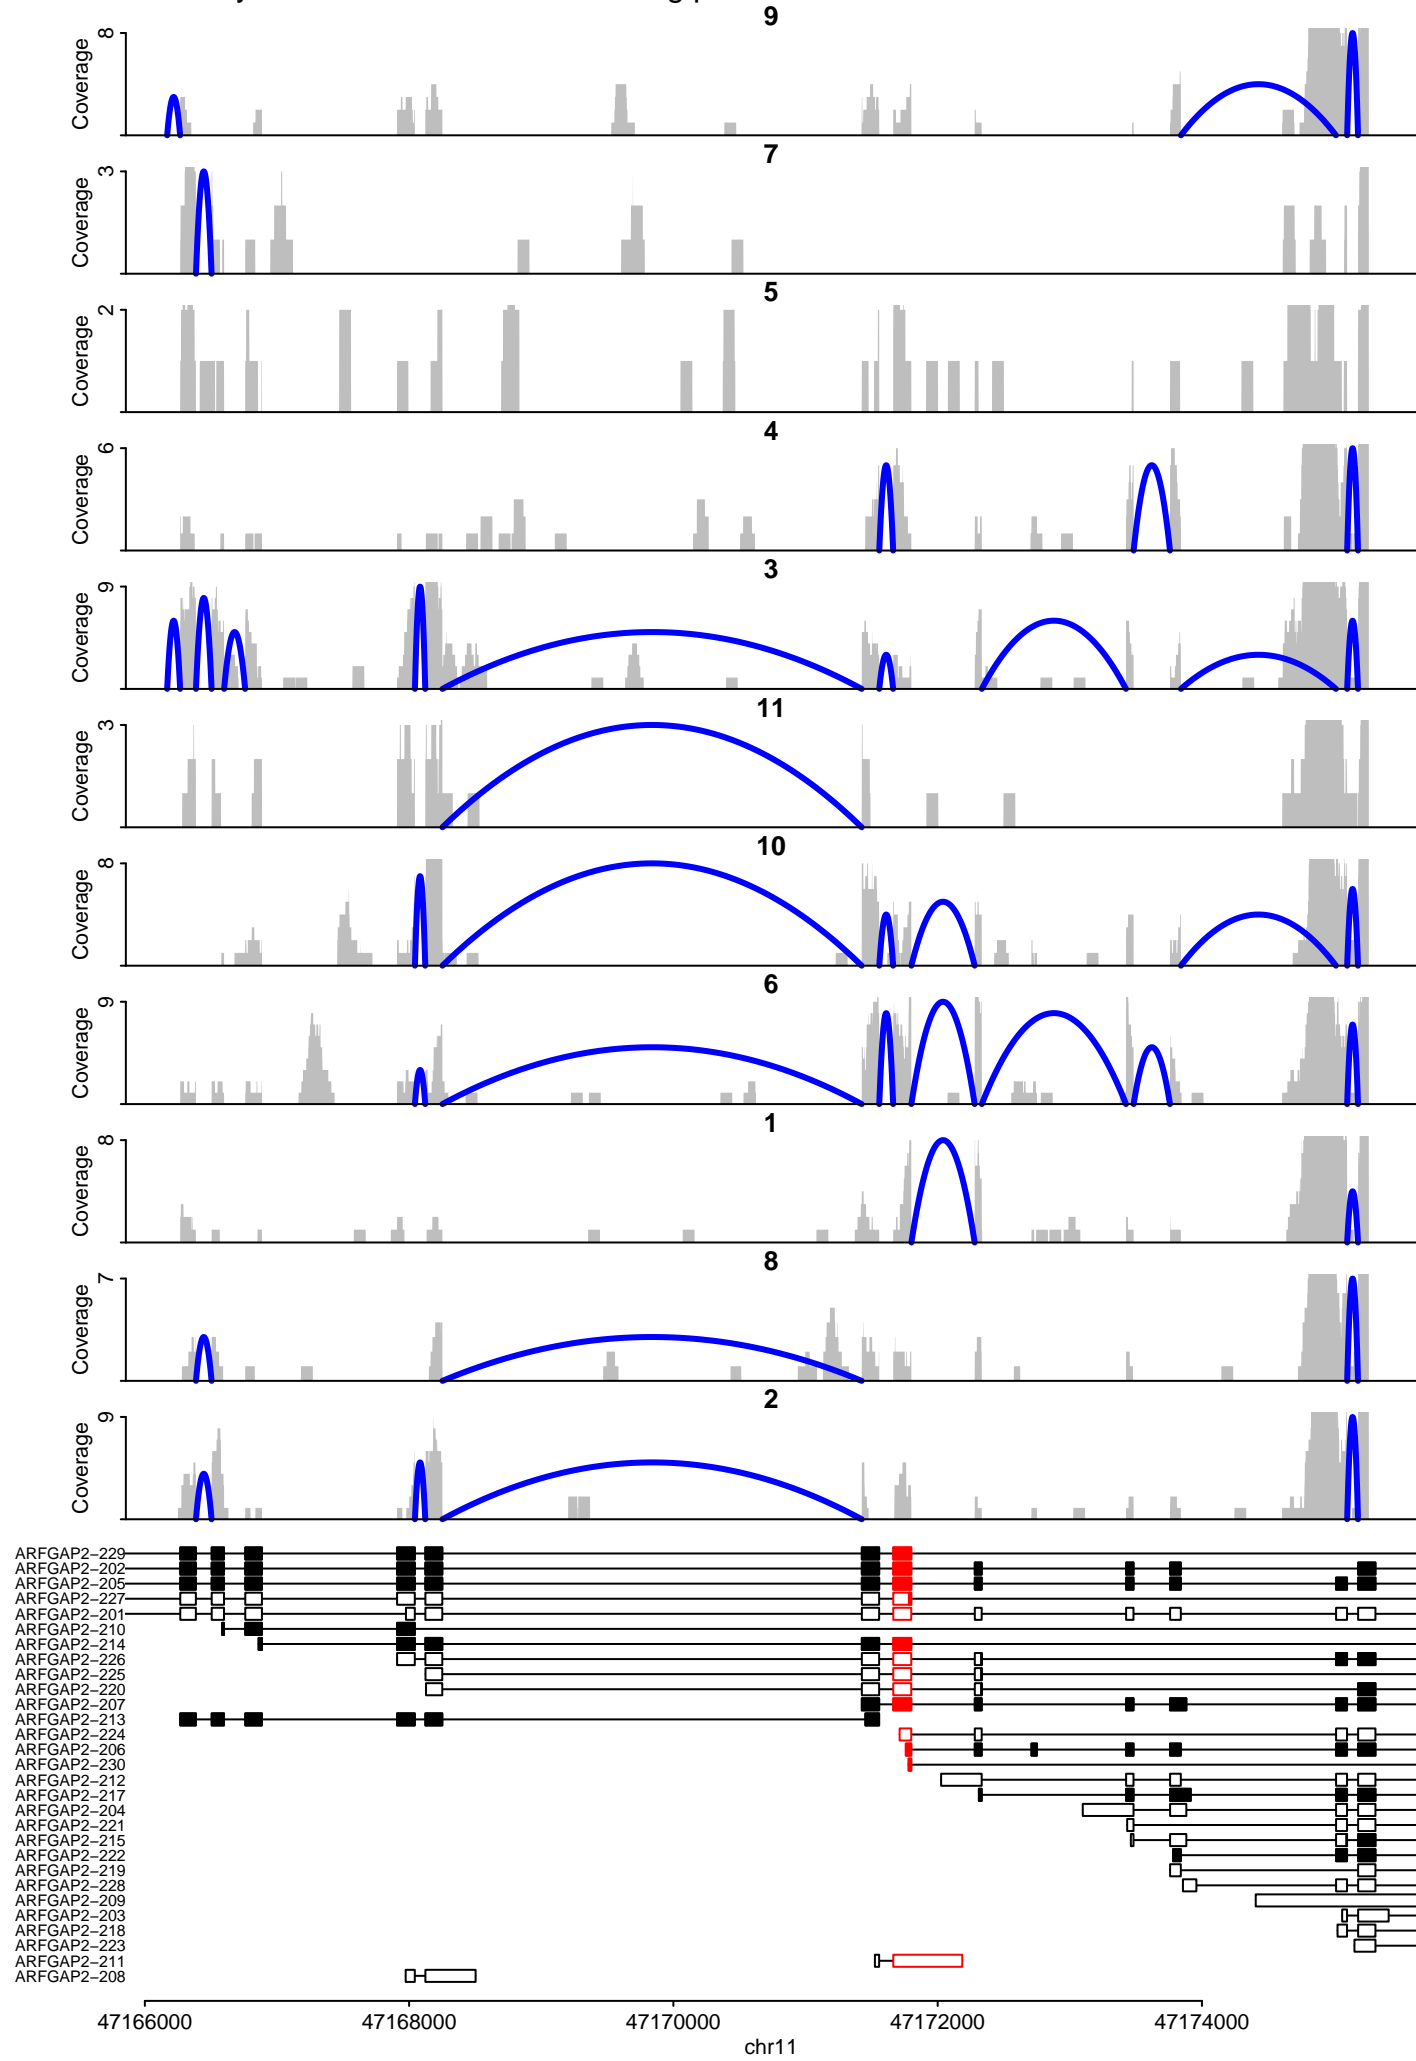 9
8
Coverage
7
3
Coverage
5
2
Coverage
4
6
Coverage
3
9
Coverage
11
3
Coverage
10
8
Coverage
6
9
Coverage
1
8
Coverage
8
7
Coverage
2
9
Coverage
ARFGAP2−229
ARFGAP2−202
ARFGAP2−205
ARFGAP2−227
ARFGAP2−201
ARFGAP2−210
ARFGAP2−214
ARFGAP2−226
ARFGAP2−225
ARFGAP2−220
ARFGAP2−207
ARFGAP2−213
ARFGAP2−224
ARFGAP2−206
ARFGAP2−230
ARFGAP2−212
ARFGAP2−217
ARFGAP2−204
ARFGAP2−221
ARFGAP2−215
ARFGAP2−222
ARFGAP2−219
ARFGAP2−228
ARFGAP2−209
ARFGAP2−203
ARFGAP2−218
ARFGAP2−223
ARFGAP2−211
ARFGAP2−208
47166000 47168000 47170000 47172000 47174000
chr11